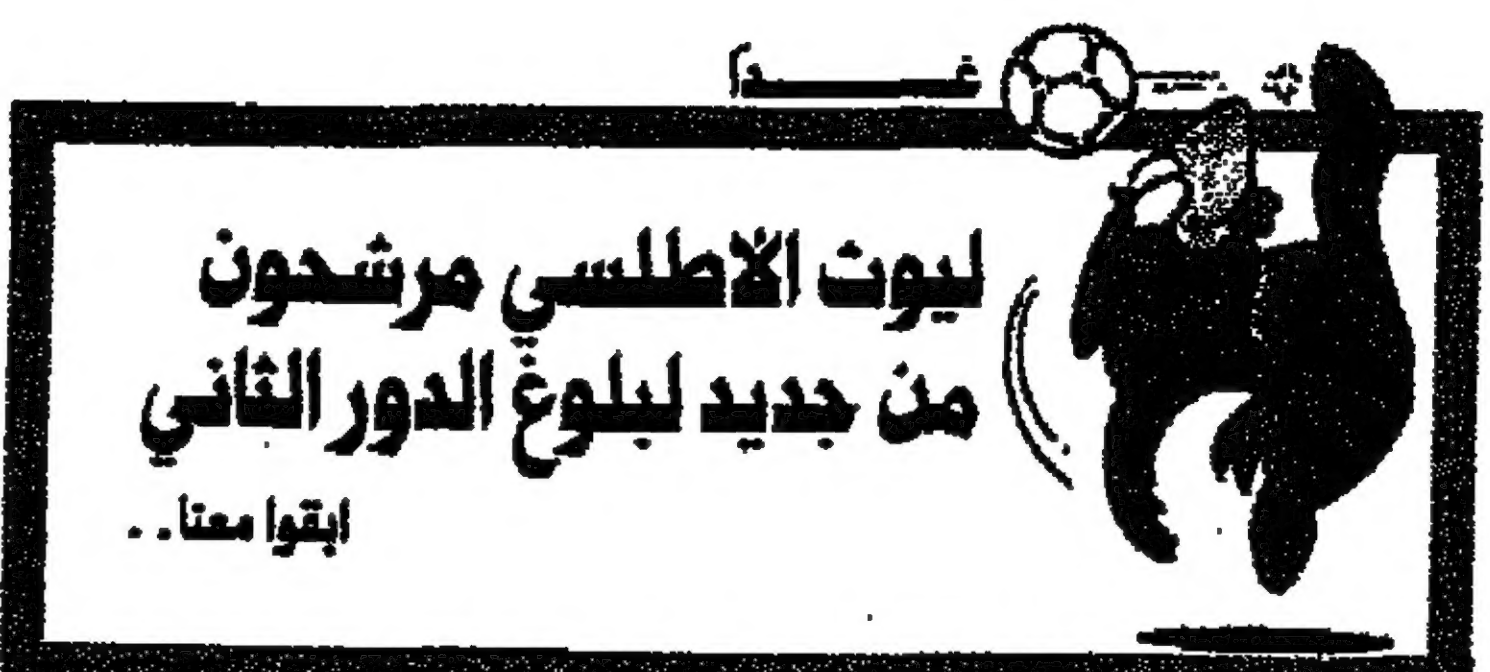 غدا
ليوث الاطلسي مرشحون
من جديد لبلوغ الدور الثاني
ابقوا معنا..